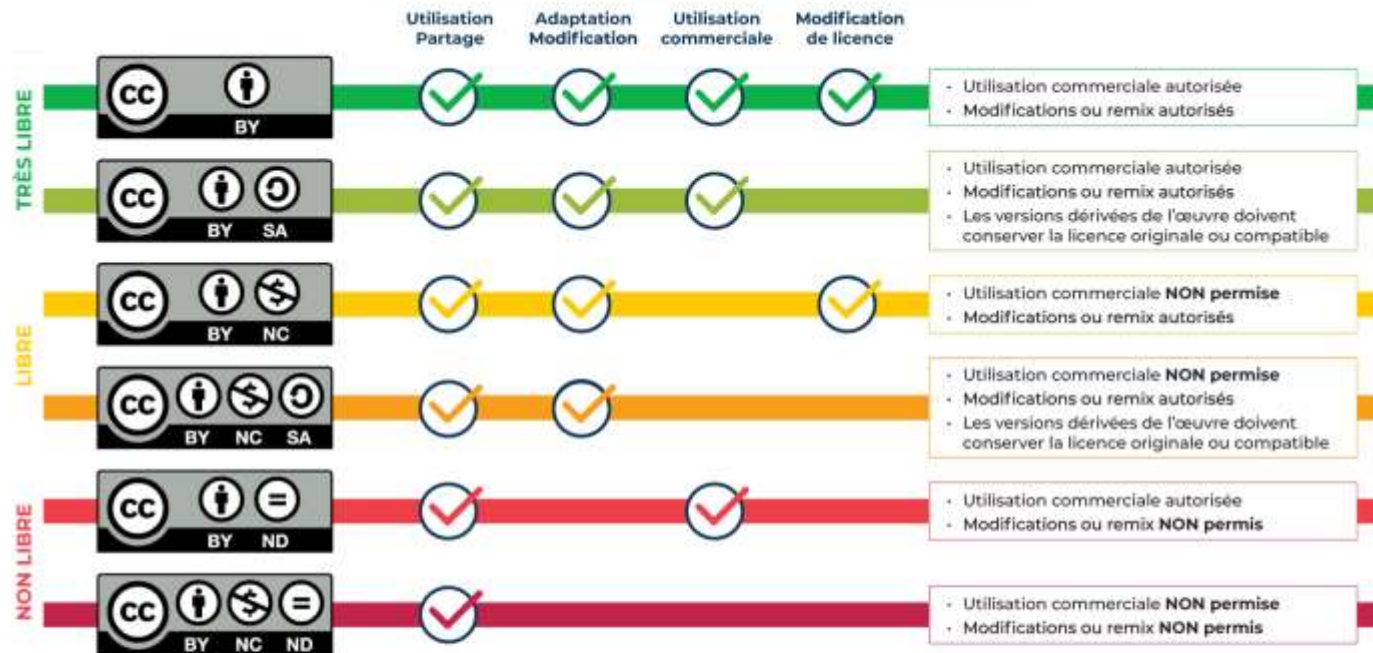 Utilisation Partage
Adaptation Modification
Utilisation commerciale
Modification de licence
TRÈS LIBRE
CC
BY
• Utilisation commerciale autorisée
• Modifications ou remix autorisés
CC
BY SA
• Utilisation commerciale autorisée
• Modifications ou remix autorisés
• Les versions dérivées de l'œuvre doivent
conserver la licence originale ou compatible
LIBRE
CC
$
BY NC
• Utilisation commerciale NON permise
• Modifications ou remix autorisés
CC
$
BY NC SA
• Utilisation commerciale NON permise
• Modifications ou remix autorisés
• Les versions dérivées de l'œuvre doivent
conserver la licence originale ou compatible
NON LIBRE
CC
=
BY ND
• Utilisation commerciale autorisée
• Modifications ou remix NON permis
CC
$ =
BY NC ND
• Utilisation commerciale NON permise
• Modifications ou remix NON permis